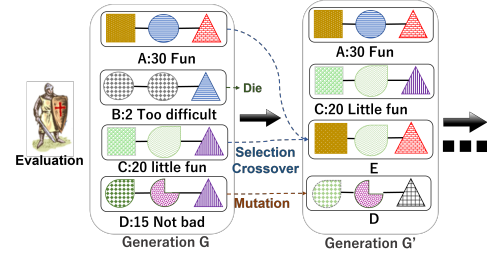 A:30 Fun
Die
B:2 Too difficult
Evaluation
C:20 little fun
Selection
Crossover
Mutation
D:15 Not bad
Generation G
A:30 Fun
C:20 Little fun
E
D
Generation G'